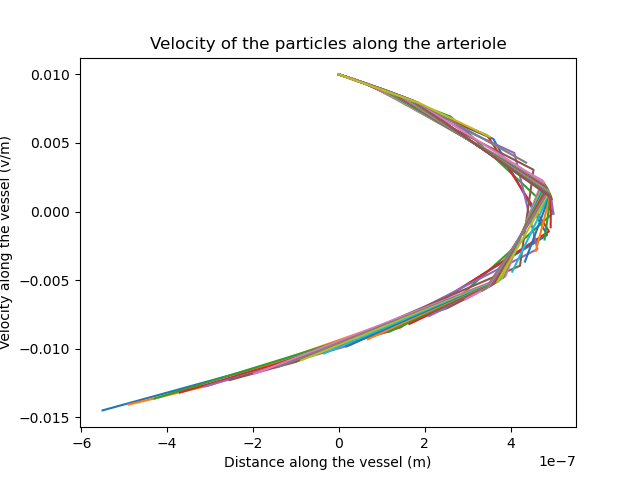 Velocity of the particles along the arteriole
0.010
0.005
0.000
−0.005
−0.010
−0.015
Velocity along the vessel (v/m)
−6 −4 −2 0 2 4
1e−7
Distance along the vessel (m)